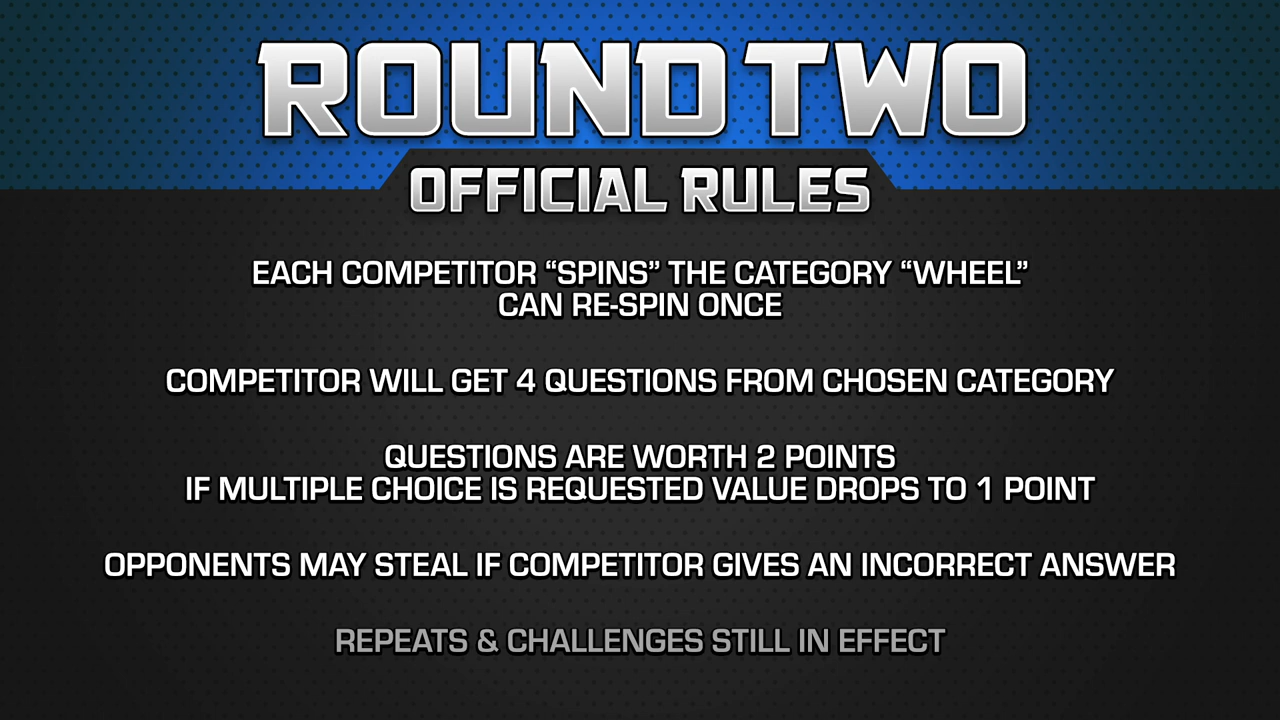 ROUND TWO
OFFICIAL RULES
EACH COMPETITOR “SPINS” THE CATEGORY “WHEEL”
CAN RE-SPIN ONCE
COMPETITOR WILL GET 4 QUESTIONS FROM CHOSEN CATEGORY
QUESTIONS ARE WORTH 2 POINTS
IF MULTIPLE CHOICE IS REQUESTED VALUE DROPS TO 1 POINT
OPPONENTS MAY STEAL IF COMPETITOR GIVES AN INCORRECT ANSWER
REPEATS & CHALLENGES STILL IN EFFECT